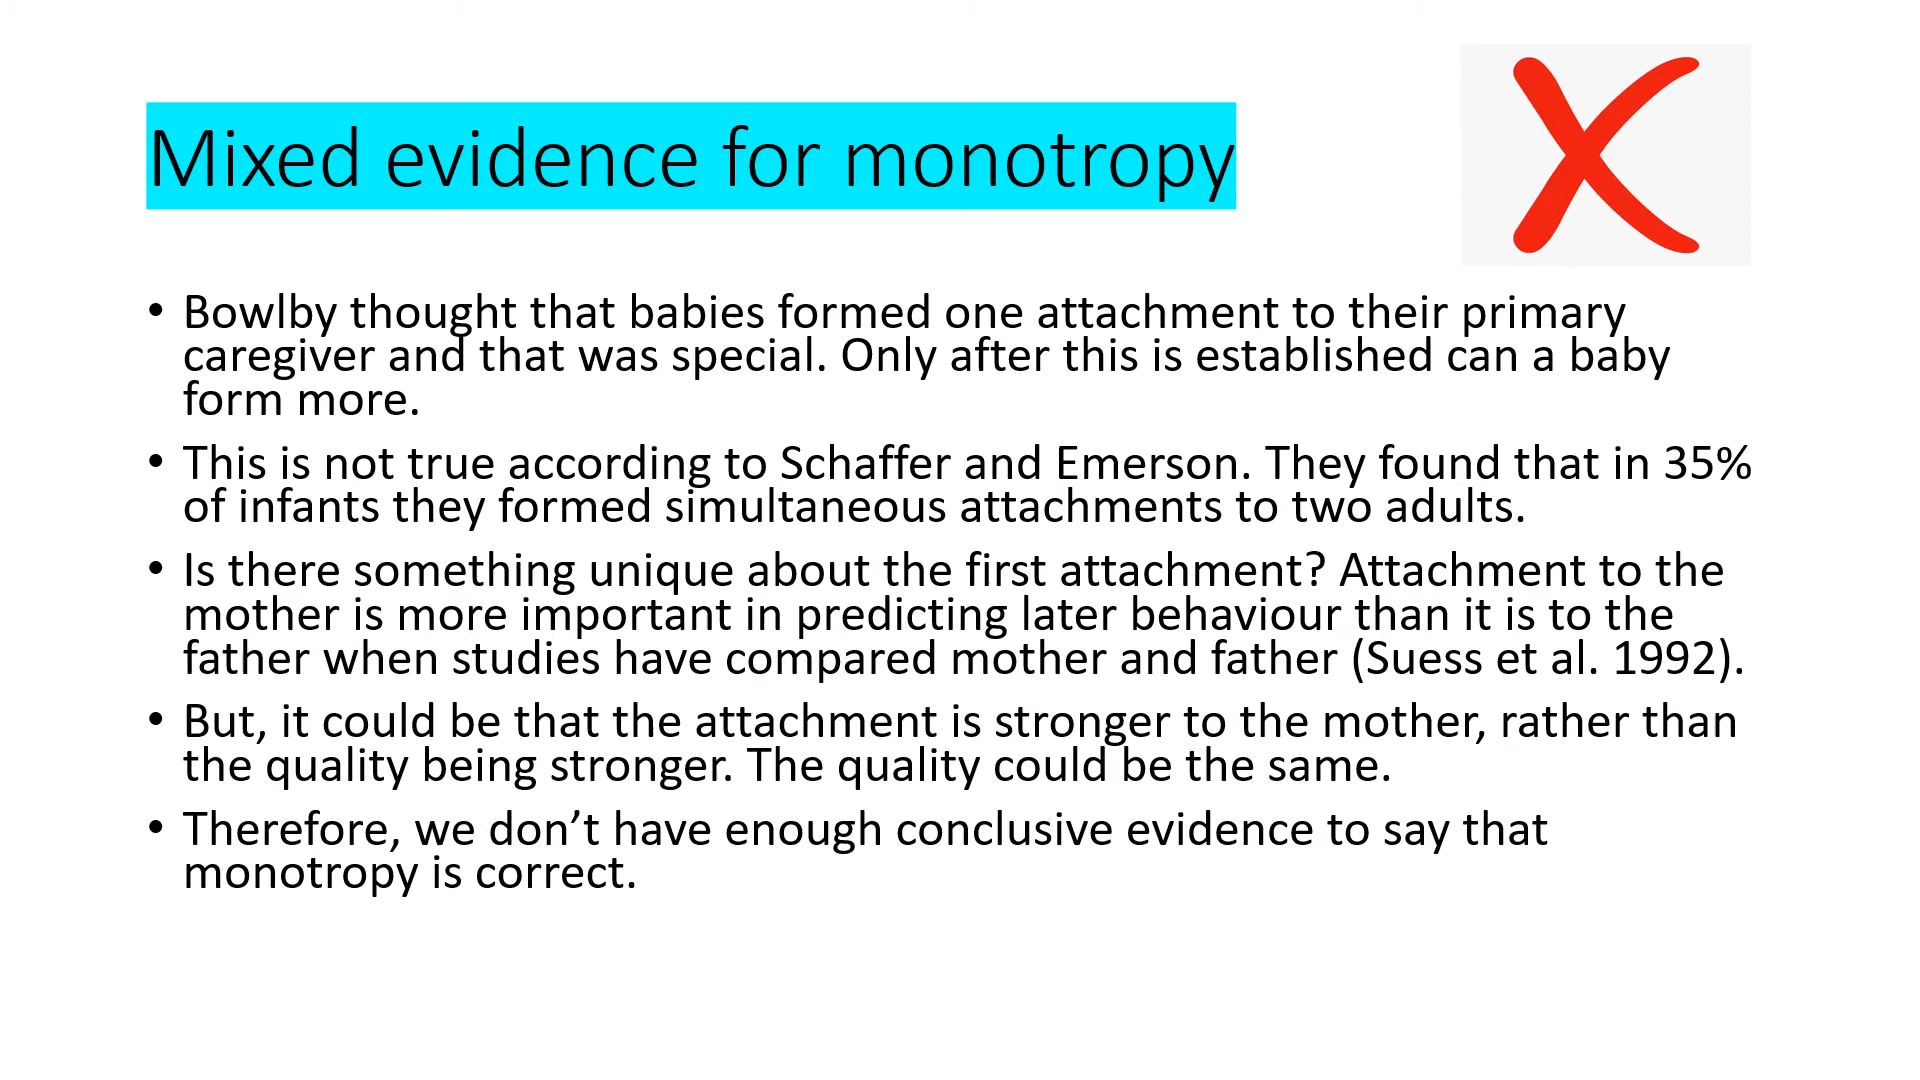 Mixed evidence for monotropy
• Bowlby thought that babies formed one attachment to their primary
caregiver and that was special. Only after this is established can a baby
form more.
• This is not true according to Schaffer and Emerson. They found that in 35%
of infants they formed simultaneous attachments to two adults.
• Is there something unique about the first attachment? Attachment to the
mother is more important in predicting later behaviour than it is to the
father when studies have compared mother and father (Suess et al. 1992).
• But, it could be that the attachment is stronger to the mother, rather than
the quality being stronger. The quality could be the same.
• Therefore, we don’t have enough conclusive evidence to say that
monotropy is correct.